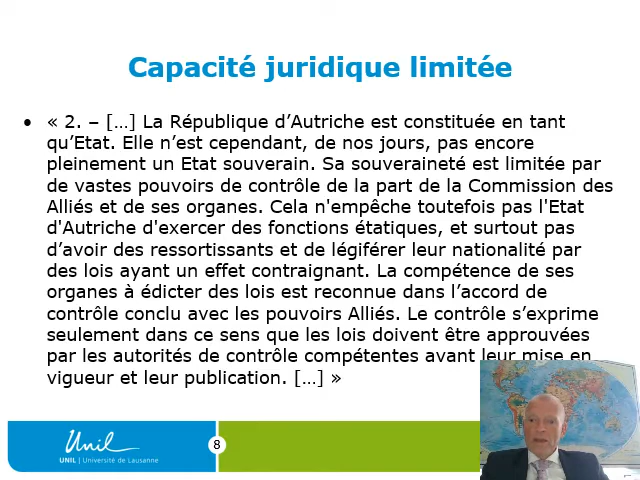 Capacité juridique limitée
• « 2. – […] La République d’Autriche est constituée en tant
qu’Etat. Elle n’est cependant, de nos jours, pas encore
pleinement un Etat souverain. Sa souveraineté est limitée par
de vastes pouvoirs de contrôle de la part de la Commission des
Alliés et de ses organes. Cela n'empêche toutefois pas l'Etat
d'Autriche d'exercer des fonctions étatiques, et surtout pas
d’avoir des ressortissants et de légiférer leur nationalité par
des lois ayant un effet contraignant. La compétence de ses
organes à édicter des lois est reconnue dans l’accord de
contrôle conclu avec les pouvoirs Alliés. Le contrôle s’exprime
seulement dans ce sens que les lois doivent être approuvées
par les autorités de contrôle compétentes avant leur mise en
vigueur et leur publication. […] »
Unil
UNIL | Université de Lausanne
8